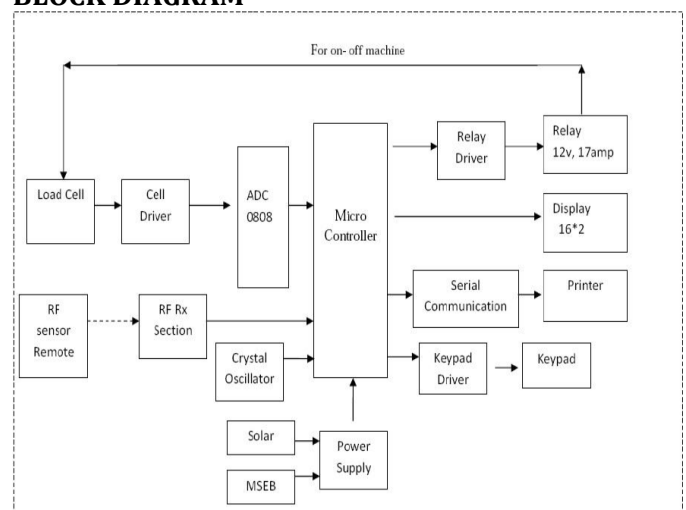 BLOCK DIAGRAM
For on- off machine
Relay
Driver
Relay
12v, 17amp
Load Cell
Cell
Driver
ADC
0808
Micro
Controller
Display
16*2
Serial
Communication
Printer
RF
sensor
Remote
RF Rx
Section
Crystal
Oscillator
Keypad
Driver
Keypad
Solar
Power
Supply
MSEB